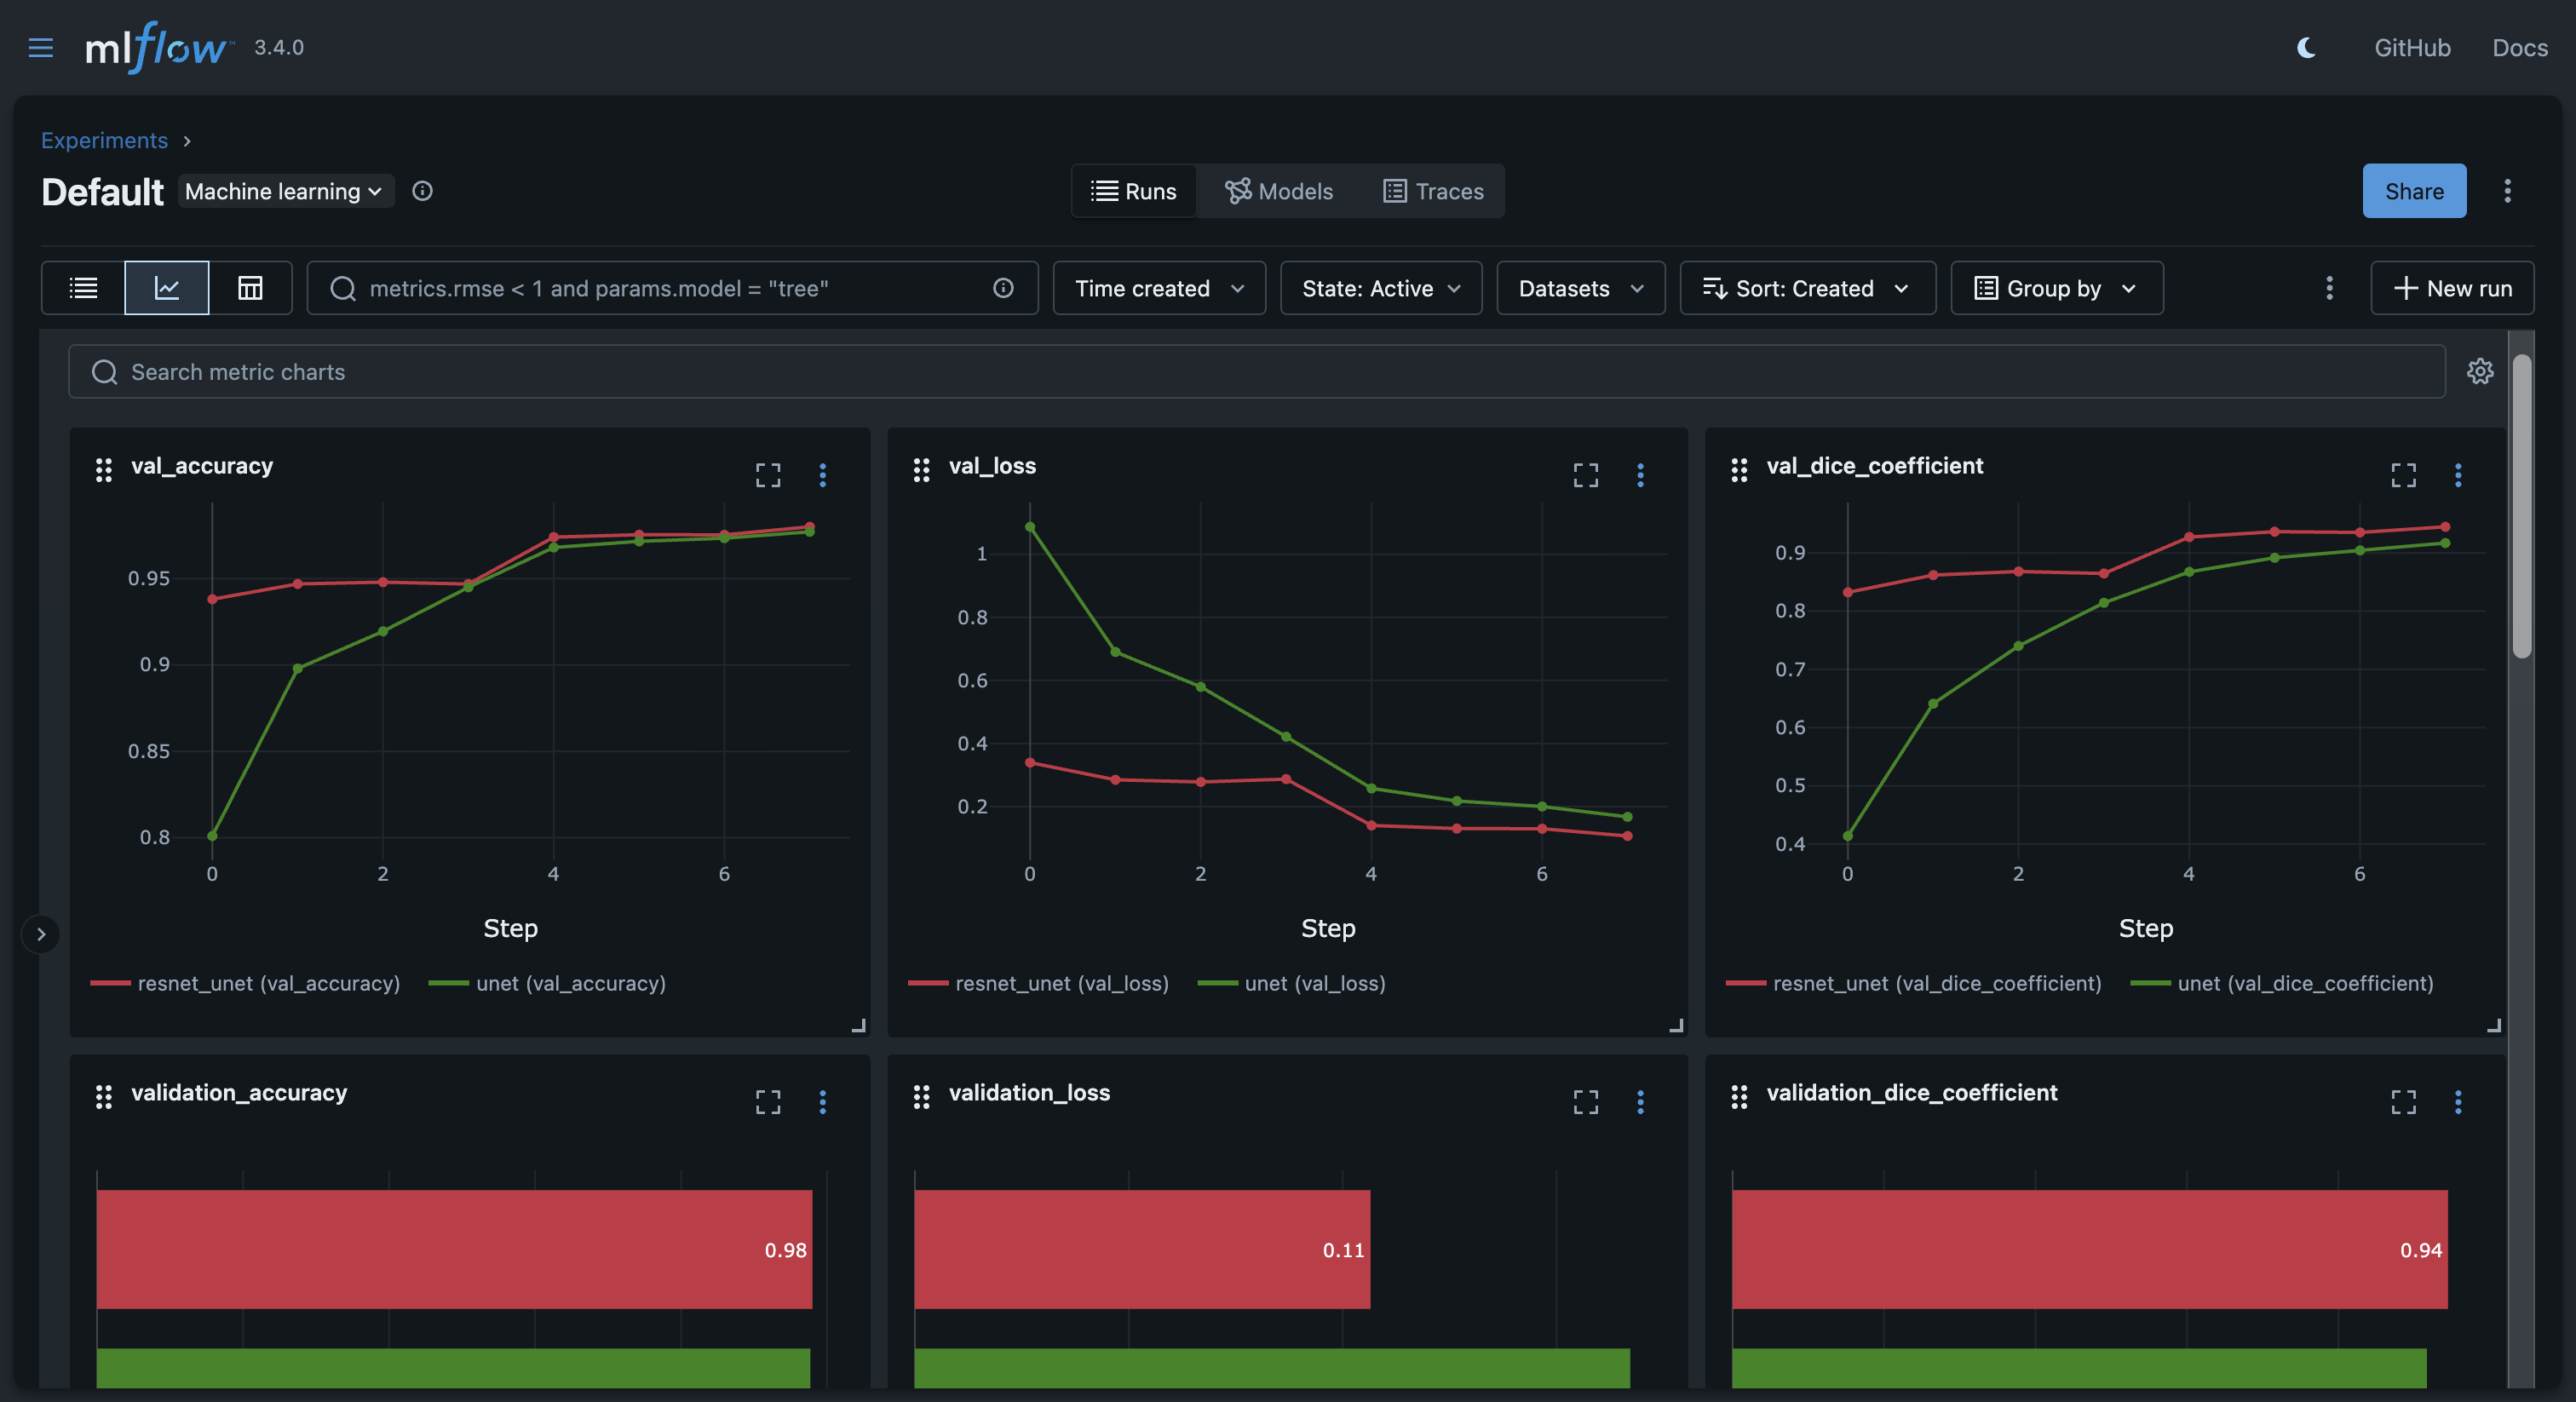 mlflow™ 3.4.0 GitHub Docs
Experiments
Default Machine learning Runs Models Traces Share
metrics.rmse < 1 and params.model = "tree" Time created State: Active Datasets Sort: Created Group by New run
Search metric charts
val_accuracy
0.95
0.9
0.85
0.8
0 2 4 6
Step
resnet_unet (val_accuracy) unet (val_accuracy)
val_loss
1
0.8
0.6
0.4
0.2
0 2 4 6
Step
resnet_unet (val_loss) unet (val_loss)
val_dice_coefficient
0.9
0.8
0.7
0.6
0.5
0.4
0 2 4 6
Step
resnet_unet (val_dice_coefficient) unet (val_dice_coefficient)
validation_accuracy
0.98
validation_loss
0.11
validation_dice_coefficient
0.94